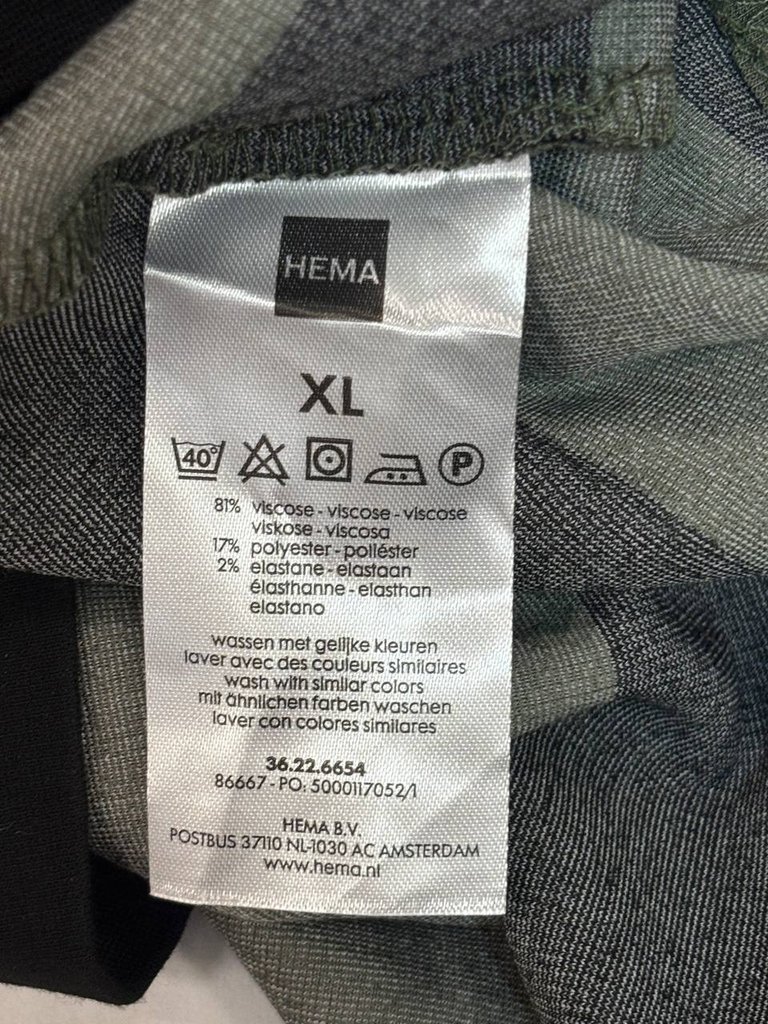 HEMA
XL
40°
P
81% viscose - viscose - viscose
viskose - viscosa
17% polyester - poliéster
2% elastane - elastaan
élasthanne - elasthan
elastano
wassen met gelijke kleuren
laver avec des couleurs similaires
wash with similar colors
mit ähnlichen farben waschen
laver con colores similares
36.22.6654
86667 - PO: 5000117052/1
HEMA B.V.
POSTBUS 37110 NL-1030 AC AMSTERDAM
www.hema.nl